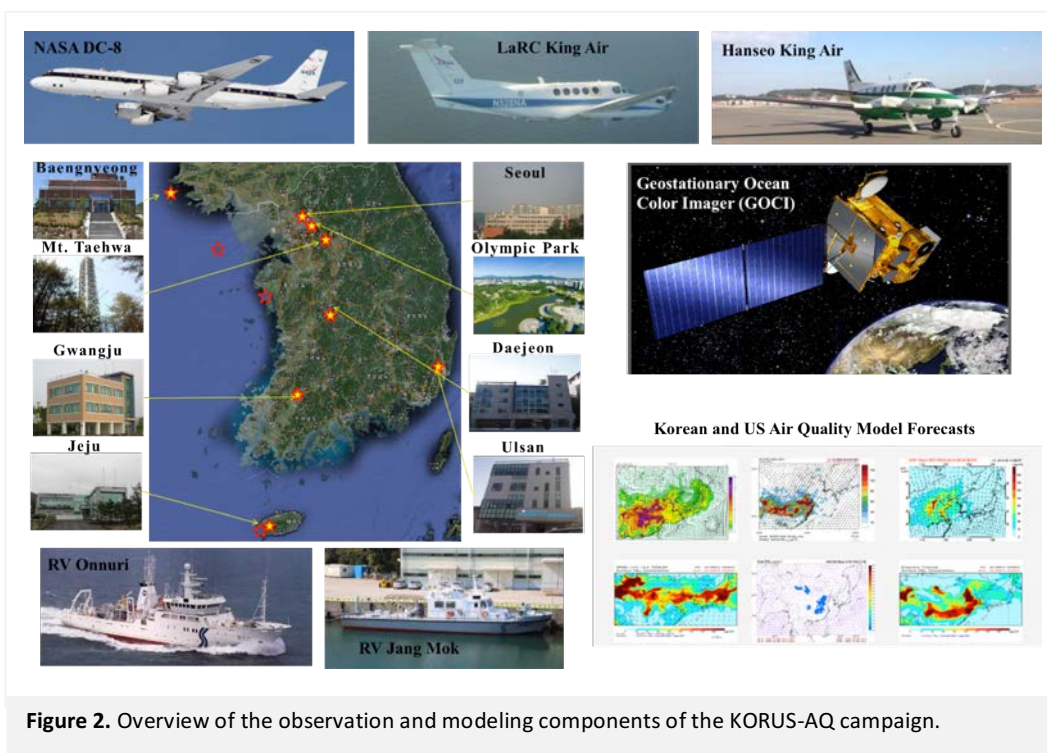 NASA DC-8
LaRC King Air
Hanseo King Air
NASA
N528NA
Baengnyeong
Seoul
Geostationary Ocean
Color Imager (GOCI)
Mt. Taehwa
Olympic Park
Gwangju
Daejeon
Jeju
Ulsan
Korean and US Air Quality Model Forecasts
RV Onnuri
RV Jang Mok
Figure 2. Overview of the observation and modeling components of the KORUS-AQ campaign.